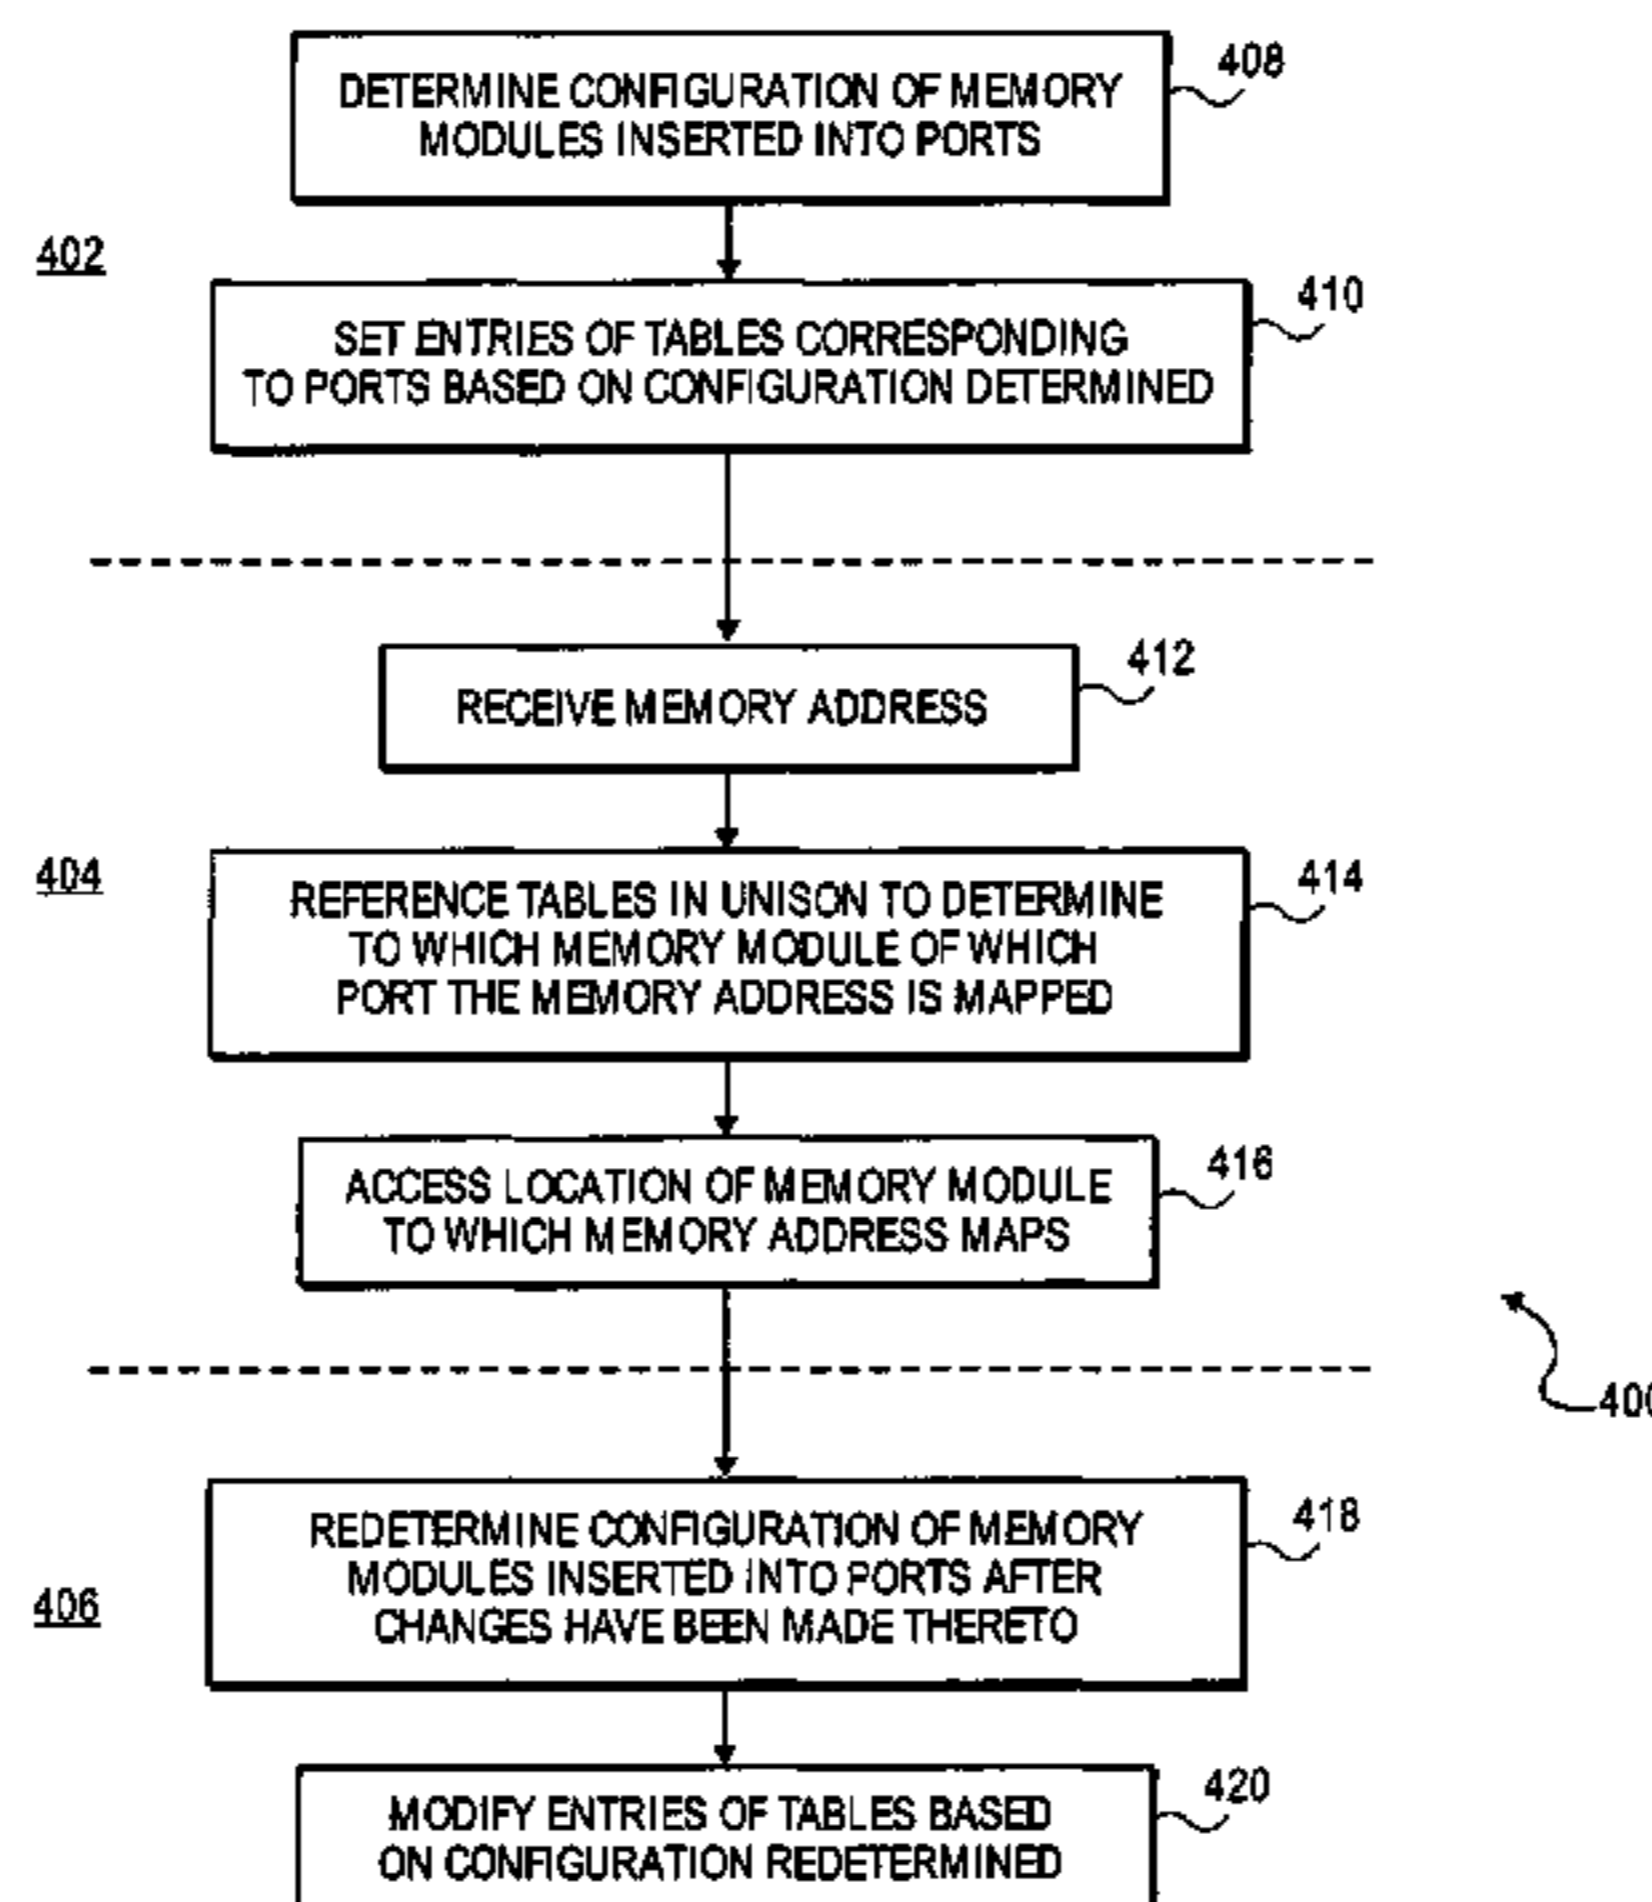 408
DETERMINE CONFIGURATION OF MEMORY
MODULES INSERTED INTO PORTS
402
410
SET ENTRIES OF TABLES CORRESPONDING
TO PORTS BASED ON CONFIGURATION DETERMINED
412
RECEIVE MEMORY ADDRESS
404
414
REFERENCE TABLES IN UNISON TO DETERMINE
TO WHICH MEMORY MODULE OF WHICH
PORT THE MEMORY ADDRESS IS MAPPED
416
ACCESS LOCATION OF MEMORY MODULE
TO WHICH MEMORY ADDRESS MAPS
400
418
REDETERMINE CONFIGURATION OF MEMORY
MODULES INSERTED INTO PORTS AFTER
CHANGES HAVE BEEN MADE THERETO
406
420
MODIFY ENTRIES OF TABLES BASED
ON CONFIGURATION REDETERMINED